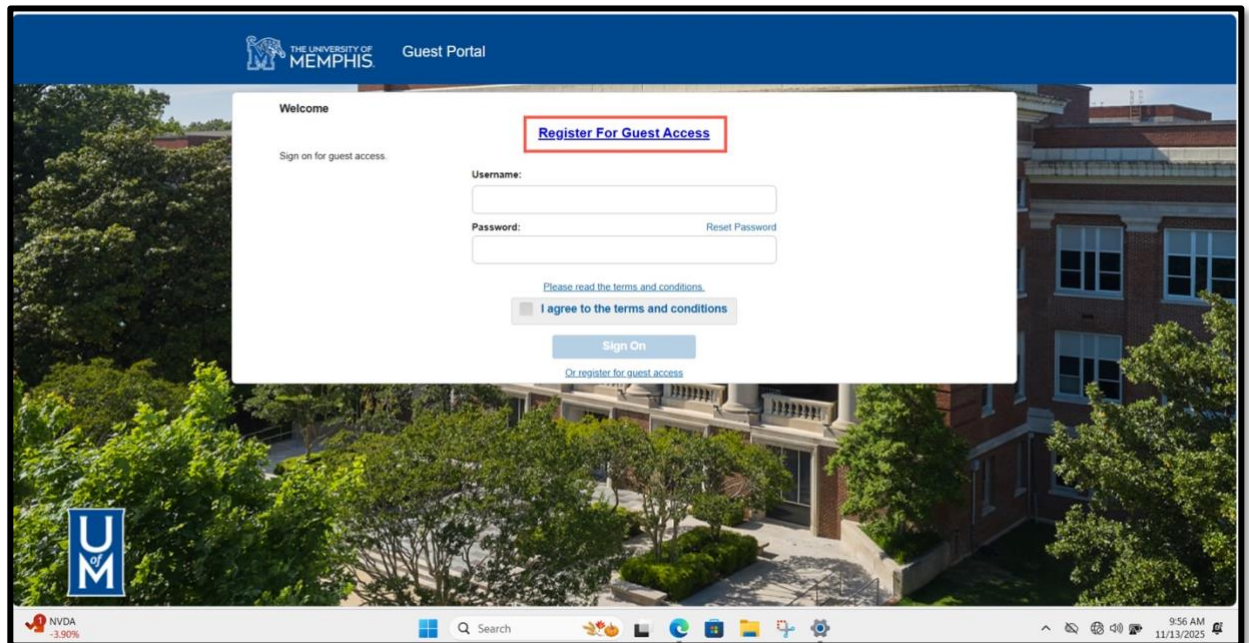 THE UNIVERSITY OF
MEMPHIS.
Guest Portal
Welcome
Register For Guest Access
Sign on for guest access.
Username:
Password:
Reset Password
Please read the terms and conditions.
I agree to the terms and conditions
Sign On
Or register for guest access
U
of
M
1
NVDA
-3.90%
Search
9:56 AM
11/13/2025